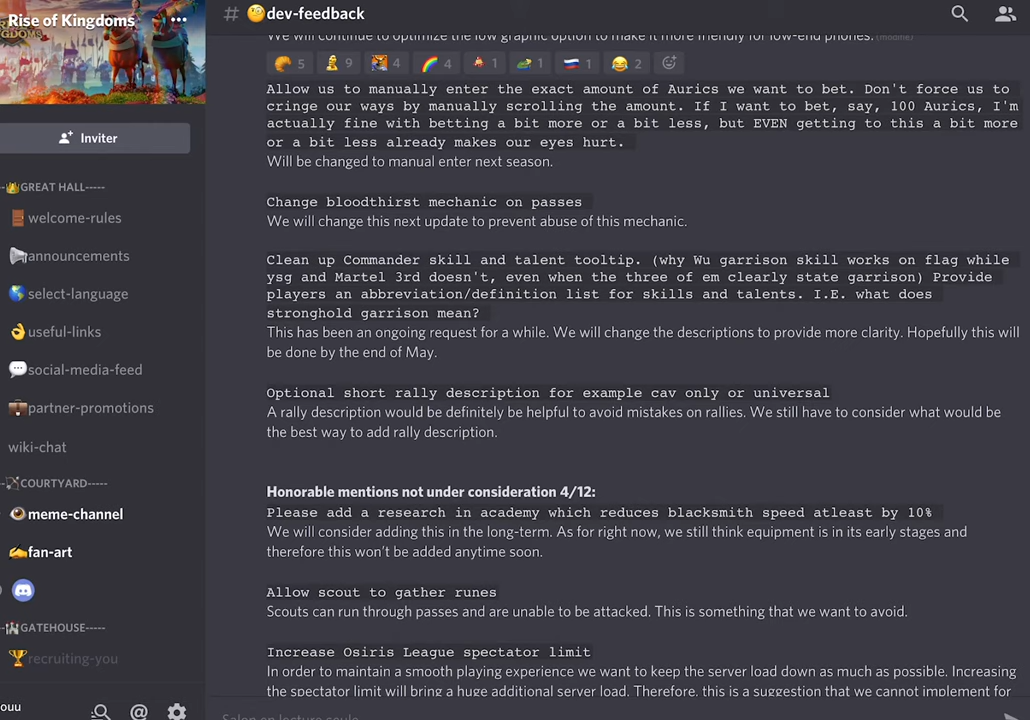 Rise of Kingdoms
Inviter
GREAT HALL-----
welcome-rules
announcements
select-language
useful-links
social-media-feed
partner-promotions
wiki-chat
COURTYARD-----
meme-channel
fan-art
GATEHOUSE-----
recruiting-you
ouu
# dev-feedback
We will continue to optimize the low graphic option to make it more friendly for low-end phones. (modifié)
5 9 4 4 1 1 1 2
Allow us to manually enter the exact amount of Aurics we want to bet. Don't force us to
cringe our ways by manually scrolling the amount. If I want to bet, say, 100 Aurics, I'm
actually fine with betting a bit more or a bit less, but EVEN getting to this a bit more
or a bit less already makes our eyes hurt.
Will be changed to manual enter next season.
Change bloodthirst mechanic on passes
We will change this next update to prevent abuse of this mechanic.
Clean up Commander skill and talent tooltip. (why Wu garrison skill works on flag while
ysg and Martel 3rd doesn't, even when the three of em clearly state garrison) Provide
players an abbreviation/definition list for skills and talents. I.E. what does
stronghold garrison mean?
This has been an ongoing request for a while. We will change the descriptions to provide more clarity. Hopefully this will
be done by the end of May.
Optional short rally description for example cav only or universal
A rally description would be definitely be helpful to avoid mistakes on rallies. We still have to consider what would be
the best way to add rally description.
Honorable mentions not under consideration 4/12:
Please add a research in academy which reduces blacksmith speed atleast by 10%
We will consider adding this in the long-term. As for right now, we still think equipment is in its early stages and
therefore this won't be added anytime soon.
Allow scout to gather runes
Scouts can run through passes and are unable to be attacked. This is something that we want to avoid.
Increase Osiris League spectator limit
In order to maintain a smooth playing experience we want to keep the server load down as much as possible. Increasing
the spectator limit will bring a huge additional server load. Therefore, this is a suggestion that we cannot implement for
Salon en lecture seule